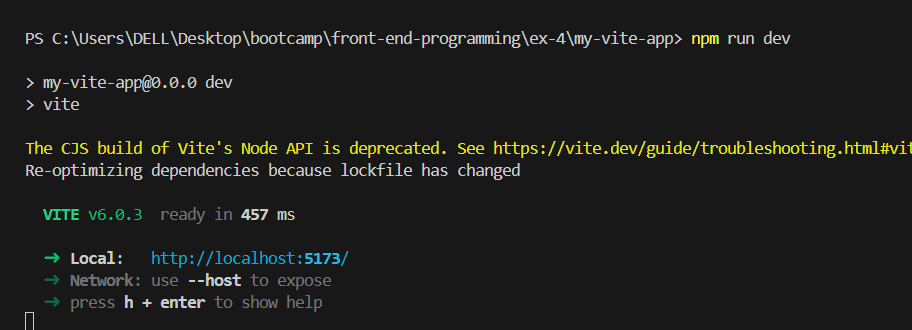 PS C:\Users\DELL\Desktop\bootcamp\front-end-programming\ex-4\my-vite-app> npm run dev
> my-vite-app@0.0.0 dev
> vite
The CJS build of Vite's Node API is deprecated. See https://vite.dev/guide/troubleshooting.html#vit
Re-optimizing dependencies because lockfile has changed
VITE v6.0.3 ready in 457 ms
➜ Local: http://localhost:5173/
➜ Network: use --host to expose
➜ press h + enter to show help